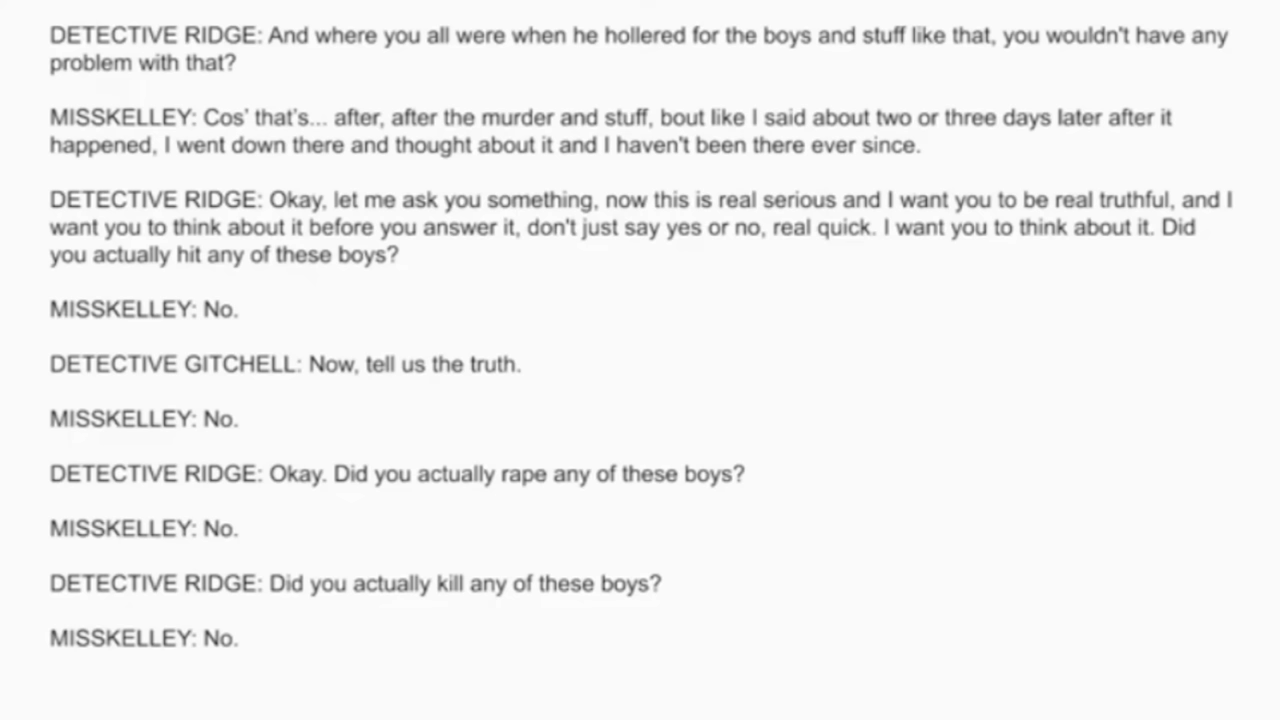 DETECTIVE RIDGE: And where you all were when he hollered for the boys and stuff like that, you wouldn't have any
problem with that?
MISSKELLEY: Cos' that's... after, after the murder and stuff, bout like I said about two or three days later after it
happened, I went down there and thought about it and I haven't been there ever since.
DETECTIVE RIDGE: Okay, let me ask you something, now this is real serious and I want you to be real truthful, and I
want you to think about it before you answer it, don't just say yes or no, real quick. I want you to think about it. Did
you actually hit any of these boys?
MISSKELLEY: No.
DETECTIVE GITCHELL: Now, tell us the truth.
MISSKELLEY: No.
DETECTIVE RIDGE: Okay. Did you actually rape any of these boys?
MISSKELLEY: No.
DETECTIVE RIDGE: Did you actually kill any of these boys?
MISSKELLEY: No.